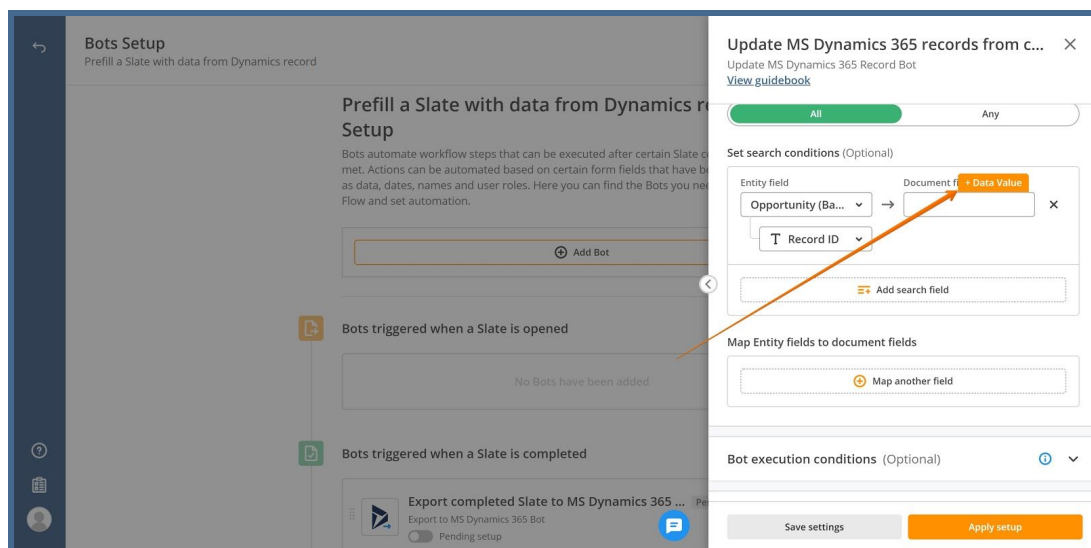 Bots Setup
Prefill a Slate with data from Dynamics record
Prefill a Slate with data from Dynamics re
Setup
Bots automate workflow steps that can be executed after certain Slate c
met. Actions can be automated based on certain form fields that have be
as data, dates, names and user roles. Here you can find the Bots you nee
Flow and set automation.
Add Bot
Bots triggered when a Slate is opened
No Bots have been added
Bots triggered when a Slate is completed
Export completed Slate to MS Dynamics 365 ... Pe
Export to MS Dynamics 365 Bot
Pending setup
Update MS Dynamics 365 records from c...
Update MS Dynamics 365 Record Bot
View guidebook
All Any
Set search conditions (Optional)
Entity field Document fi + Data Value
Opportunity (Ba...
T Record ID
Add search field
Map Entity fields to document fields
Map another field
Bot execution conditions (Optional)
Save settings Apply setup